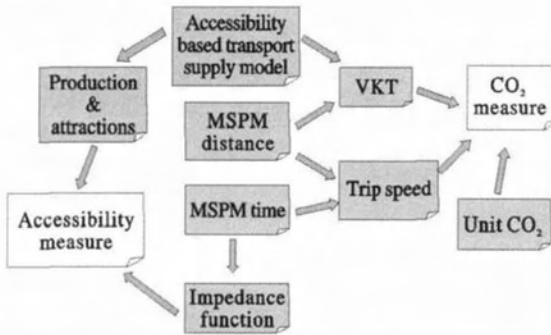 Accessibility
based transport
supply model
Production
&
attractions
VKT
CO₂
measure
MSPM
distance
Trip speed
Accessibility
measure
MSPM time
Unit CO₂
Impedance
function